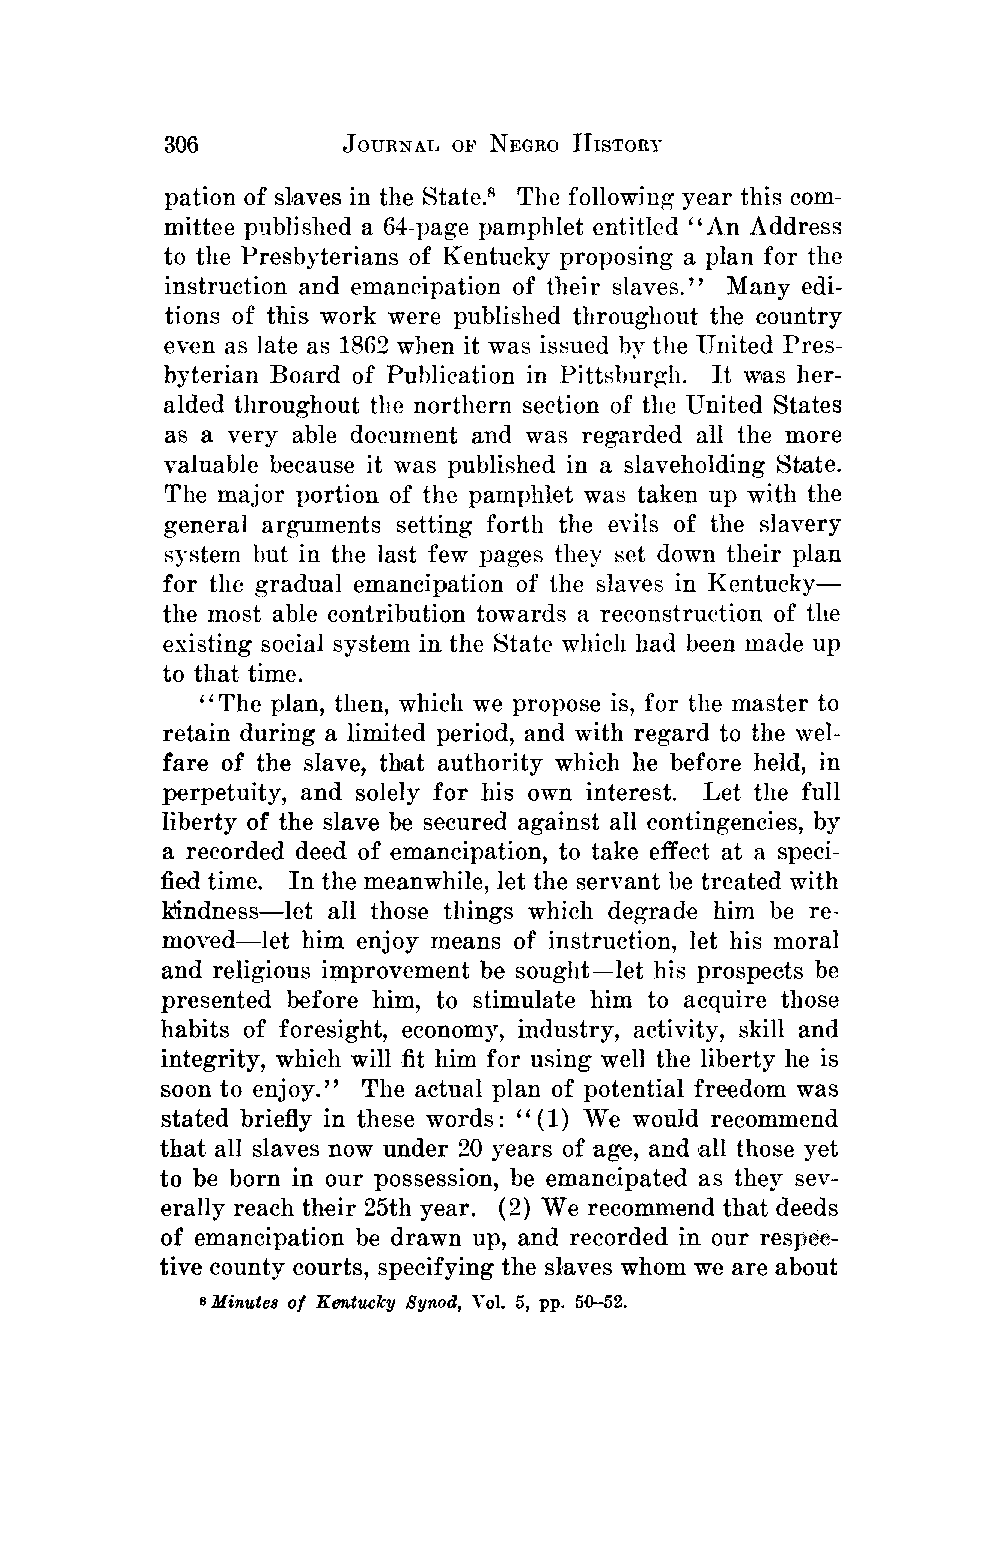 306 JOURNAL OF NEGRO HISTORY
pation of slaves in the State.⁸ The following year this com-
mittee published a 64-page pamphlet entitled “An Address
to the Presbyterians of Kentucky proposing a plan for the
instruction and emancipation of their slaves.” Many edi-
tions of this work were published throughout the country
even as late as 1862 when it was issued by the United Pres-
byterian Board of Publication in Pittsburgh. It was her-
alded throughout the northern section of the United States
as a very able document and was regarded all the more
valuable because it was published in a slaveholding State.
The major portion of the pamphlet was taken up with the
general arguments setting forth the evils of the slavery
system but in the last few pages they set down their plan
for the gradual emancipation of the slaves in Kentucky—
the most able contribution towards a reconstruction of the
existing social system in the State which had been made up
to that time.
“The plan, then, which we propose is, for the master to
retain during a limited period, and with regard to the wel-
fare of the slave, that authority which he before held, in
perpetuity, and solely for his own interest. Let the full
liberty of the slave be secured against all contingencies, by
a recorded deed of emancipation, to take effect at a speci-
fied time. In the meanwhile, let the servant be treated with
kindness—let all those things which degrade him be re-
moved—let him enjoy means of instruction, let his moral
and religious improvement be sought—let his prospects be
presented before him, to stimulate him to acquire those
habits of foresight, economy, industry, activity, skill and
integrity, which will fit him for using well the liberty he is
soon to enjoy.” The actual plan of potential freedom was
stated briefly in these words: “(1) We would recommend
that all slaves now under 20 years of age, and all those yet
to be born in our possession, be emancipated as they sev-
erally reach their 25th year. (2) We recommend that deeds
of emancipation be drawn up, and recorded in our respec-
tive county courts, specifying the slaves whom we are about
⁸ Minutes of Kentucky Synod, Vol. 5, pp. 50–52.